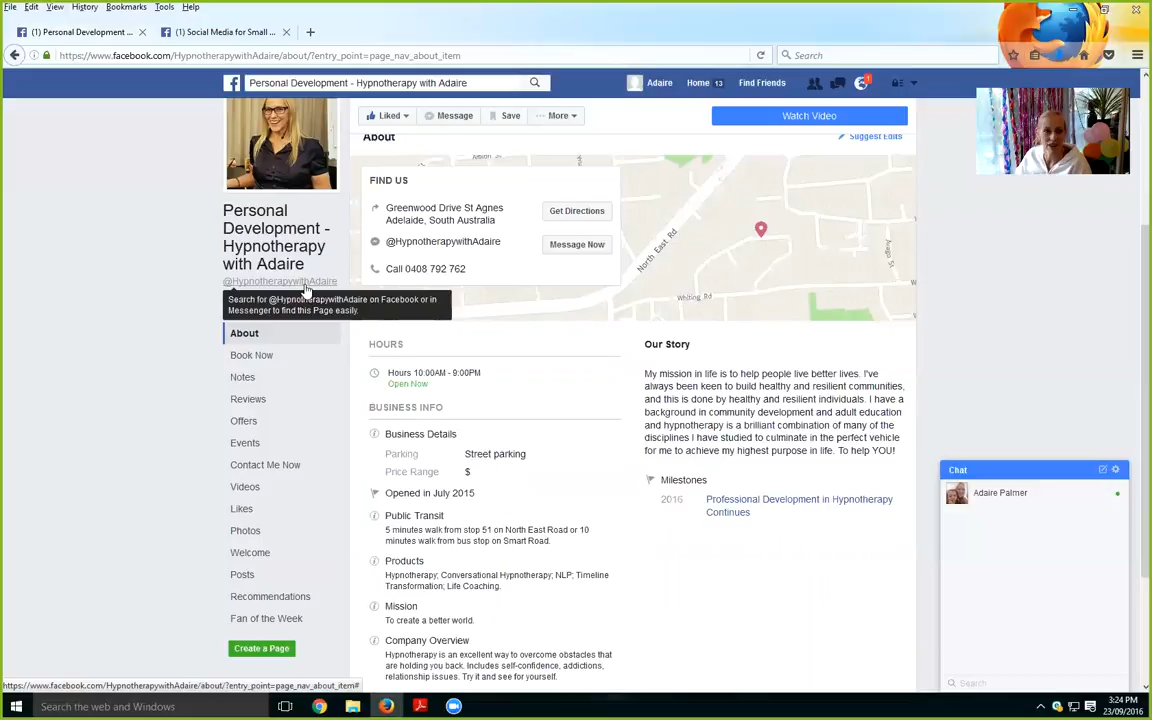 File Edit View History Bookmarks Tools Help
(1) Personal Development ...
(1) Social Media for Small ...
https://www.facebook.com/HypnotherapywithAdaire/about/?entry_point=page_nav_about_item
Search
Personal Development - Hypnotherapy with Adaire
Adaire
Home 13
Find Friends
Liked
Message
Save
More
Watch Video
About
Suggest Edits
FIND US
Greenwood Drive St Agnes
Adelaide, South Australia
Get Directions
@HypnotherapywithAdaire
Message Now
Call 0408 792 762
North East Rd
Whiting Rd
Personal
Development -
Hypnotherapy
with Adaire
@HypnotherapywithAdaire
Search for @HypnotherapywithAdaire on Facebook or in
Messenger to find this Page easily.
About
Book Now
Notes
Reviews
Offers
Events
Contact Me Now
Videos
Likes
Photos
Welcome
Posts
Recommendations
Fan of the Week
Create a Page
HOURS
Hours 10:00AM - 9:00PM
Open Now
BUSINESS INFO
Business Details
Parking Street parking
Price Range $
Opened in July 2015
Public Transit
5 minutes walk from stop 51 on North East Road or 10
minutes walk from bus stop on Smart Road.
Products
Hypnotherapy; Conversational Hypnotherapy; NLP; Timeline
Transformation; Life Coaching.
Mission
To create a better world.
Company Overview
Hypnotherapy is an excellent way to overcome obstacles that
are holding you back. Includes self-confidence, addictions,
relationship issues. Try it and see for yourself.
Our Story
My mission in life is to help people live better lives. I've
always been keen to build healthy and resilient communities,
and this is done by healthy and resilient individuals. I have a
background in community development and adult education
and hypnotherapy is a brilliant combination of many of the
disciplines I have studied to culminate in the perfect vehicle
for me to achieve my highest purpose in life. To help YOU!
Milestones
2016 Professional Development in Hypnotherapy
Continues
Chat
Adaire Palmer
Search
https://www.facebook.com/HypnotherapywithAdaire/about/?entry_point=page_nav_about_item#
Search the web and Windows
3:24 PM
23/09/2016